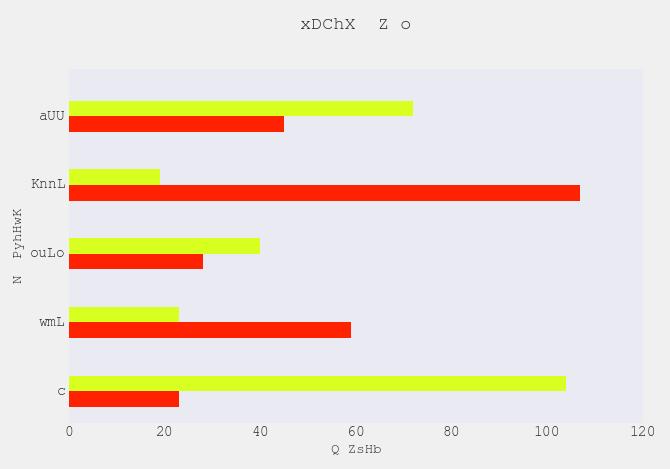 xDChX Z o
aUU
KnnL
ouLo
wmL
c
N PyhHwK
0 20 40 60 80 100 120
Q ZsHb